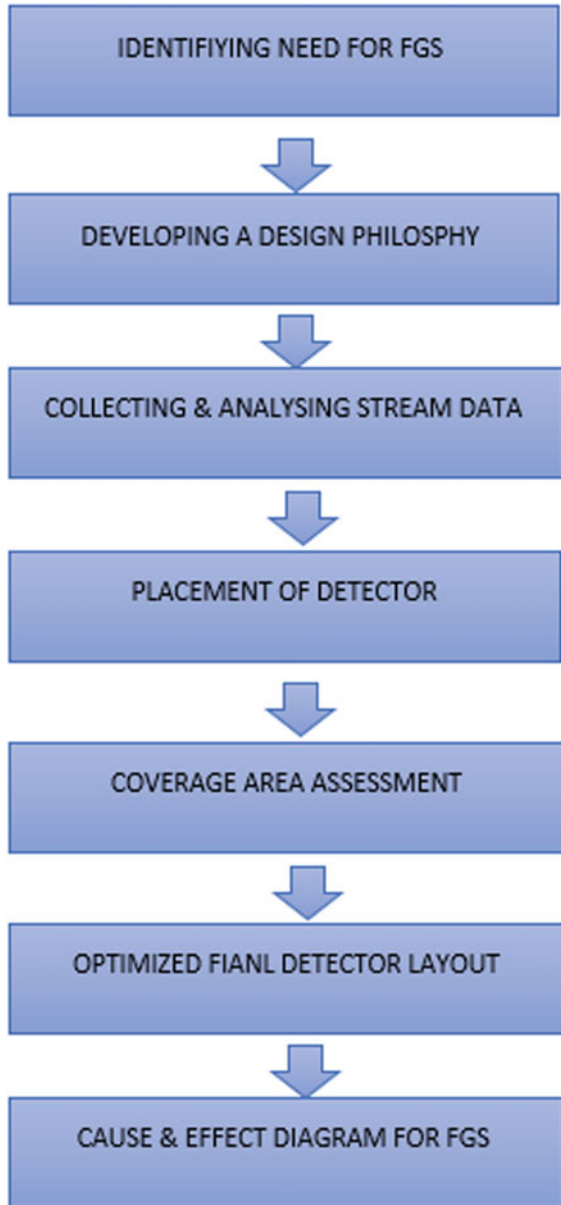 IDENTIFIYING NEED FOR FGS
DEVELOPING A DESIGN PHILOSPHY
COLLECTING & ANALYSING STREAM DATA
PLACEMENT OF DETECTOR
COVERAGE AREA ASSESSMENT
OPTIMIZED FIANL DETECTOR LAYOUT
CAUSE & EFFECT DIAGRAM FOR FGS